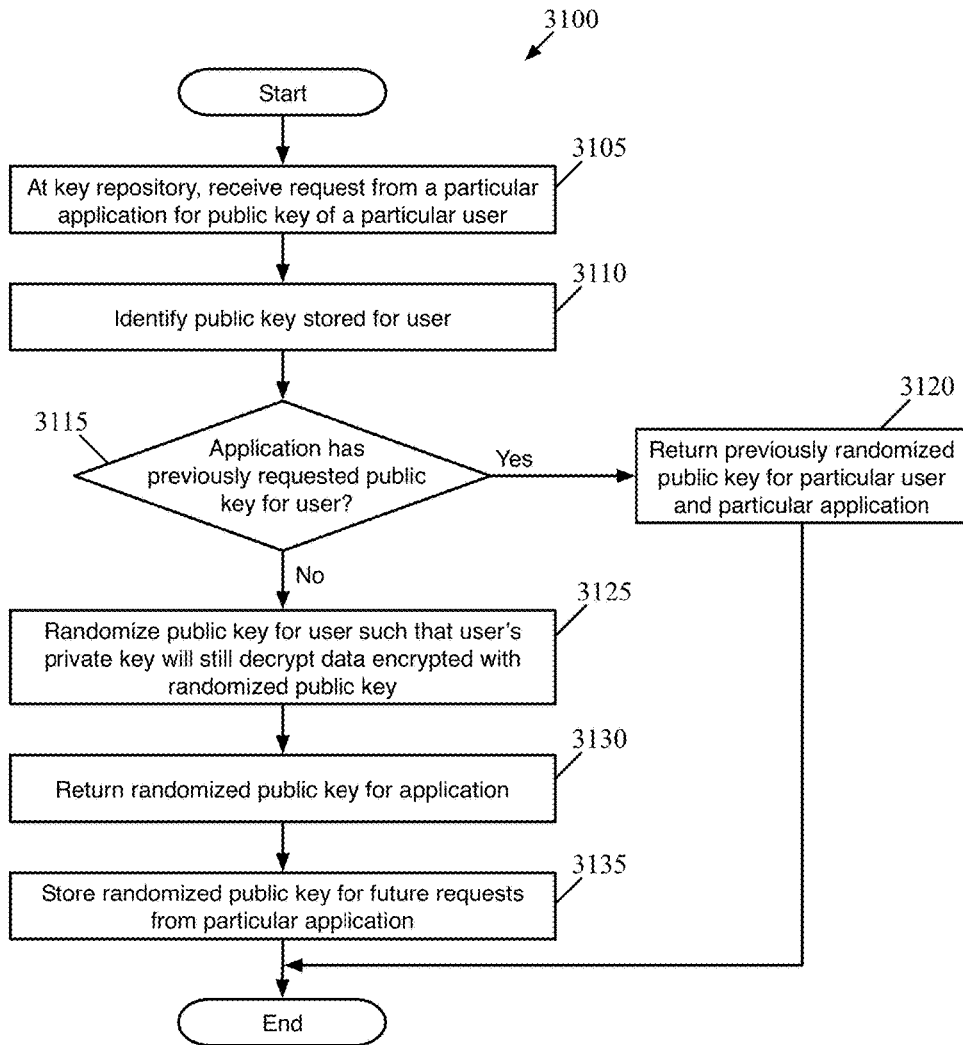 3100
Start
3105
At key repository, receive request from a particular
application for public key of a particular user
3110
Identify public key stored for user
3115
Application has
previously requested public
key for user?
Yes
3120
Return previously randomized
public key for particular user
and particular application
No
3125
Randomize public key for user such that user's
private key will still decrypt data encrypted with
randomized public key
3130
Return randomized public key for application
3135
Store randomized public key for future requests
from particular application
End